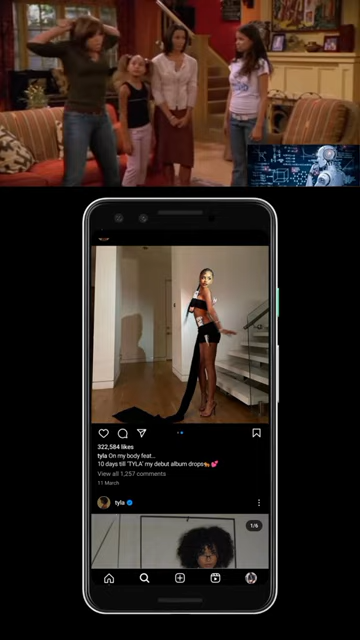 322,584 likes
tyla On my body feat...
10 days till 'TYLA' my debut album drops🐅💕
View all 1,257 comments
11 March
tyla
1/6